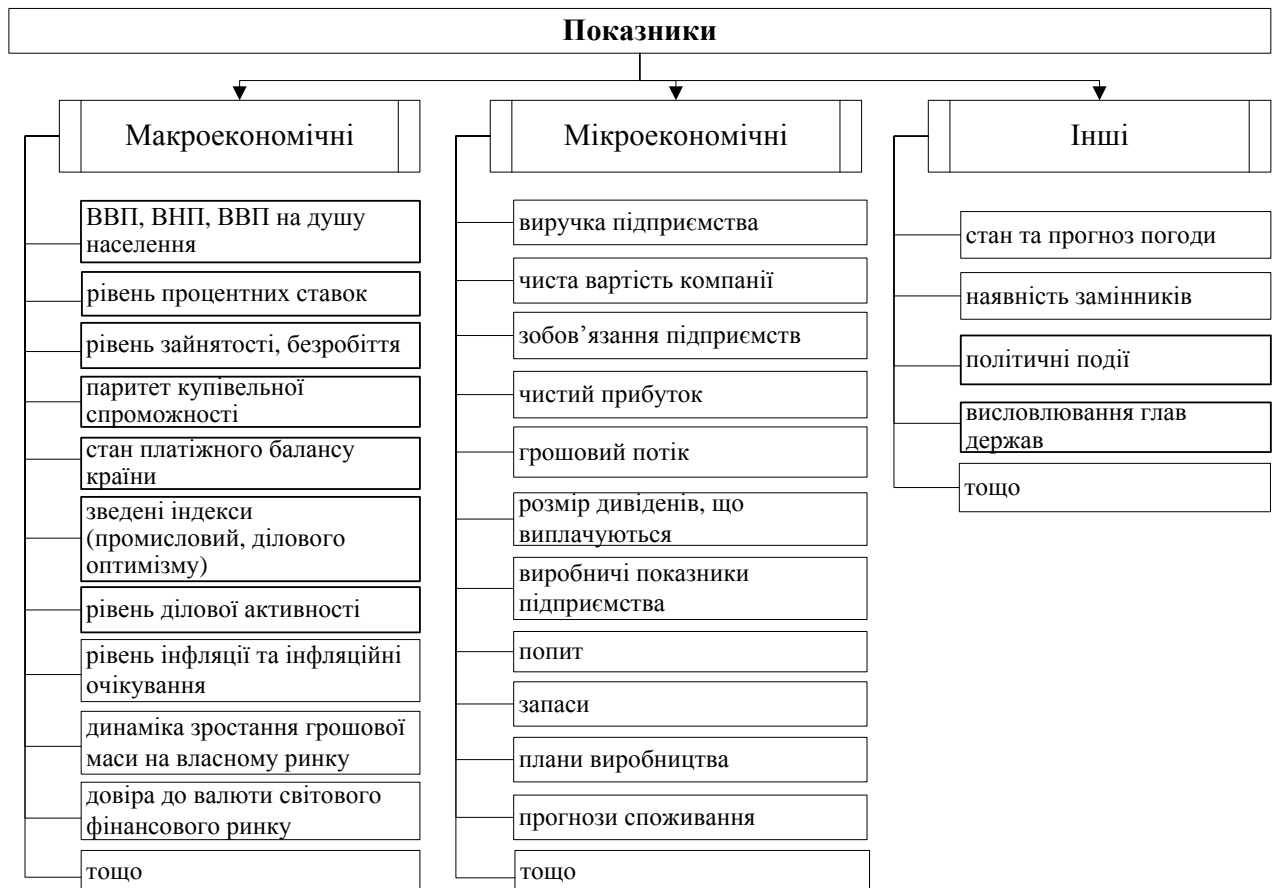 Показники
Макроекономічні
ВВП, ВНП, ВВП на душу
населення
рівень процентних ставок
рівень зайнятості, безробіття
паритет купівельної
спроможності
стан платіжного балансу
країни
зведені індекси
(промисловий, ділового
оптимізму)
рівень ділової активності
рівень інфляції та інфляційні
очікування
динаміка зростання грошової
маси на власному ринку
довіра до валюти світового
фінансового ринку
тощо
Мікроекономічні
виручка підприємства
чиста вартість компанії
зобов’язання підприємств
чистий прибуток
грошовий потік
розмір дивіденів, що
виплачуються
виробничі показники
підприємства
попит
запаси
плани виробництва
прогнози споживання
тощо
Інші
стан та прогноз погоди
наявність замінників
політичні події
висловлювання глав
держав
тощо